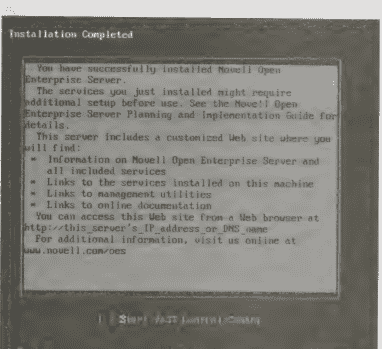 Installation Completed
You have successfully installed Novell Open
Enterprise Server.
The services you just installed might require
additional setup before use. See the Novell Open
Enterprise Server Planning and Implementation Guide for
details.
This server includes a customized Web site where you
will find:
* Information on Novell Open Enterprise Server and
all included services
* Links to the services installed on this machine
* Links to management utilities
* Links to online documentation
You can access this Web site from a Web browser at
http://this_server's_IP_address_or_DNS_name
For additional information, visit us online at
www.novell.com/oes
[ ] Start YaST Control Center